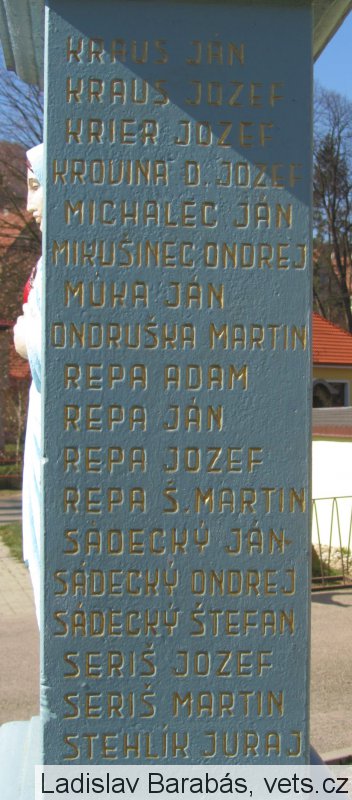 KRAUS JÁN
KRAUS JOZEF
KRIER JOZEF
KROVINA D. JOZEF
MICHALEC JÁN
MIKUŠINEC ONDREJ
MÚKA JÁN
ONDRUŠKA MARTIN
REPA ADAM
REPA JÁN
REPA JOZEF
REPA Š. MARTIN
SÁDECKÝ JÁN
SÁDECKÝ ONDREJ
SÁDECKÝ ŠTEFAN
SERIŠ JOZEF
SERIŠ MARTIN
STEHLÍK JURAJ
Ladislav Barabás, vets.cz